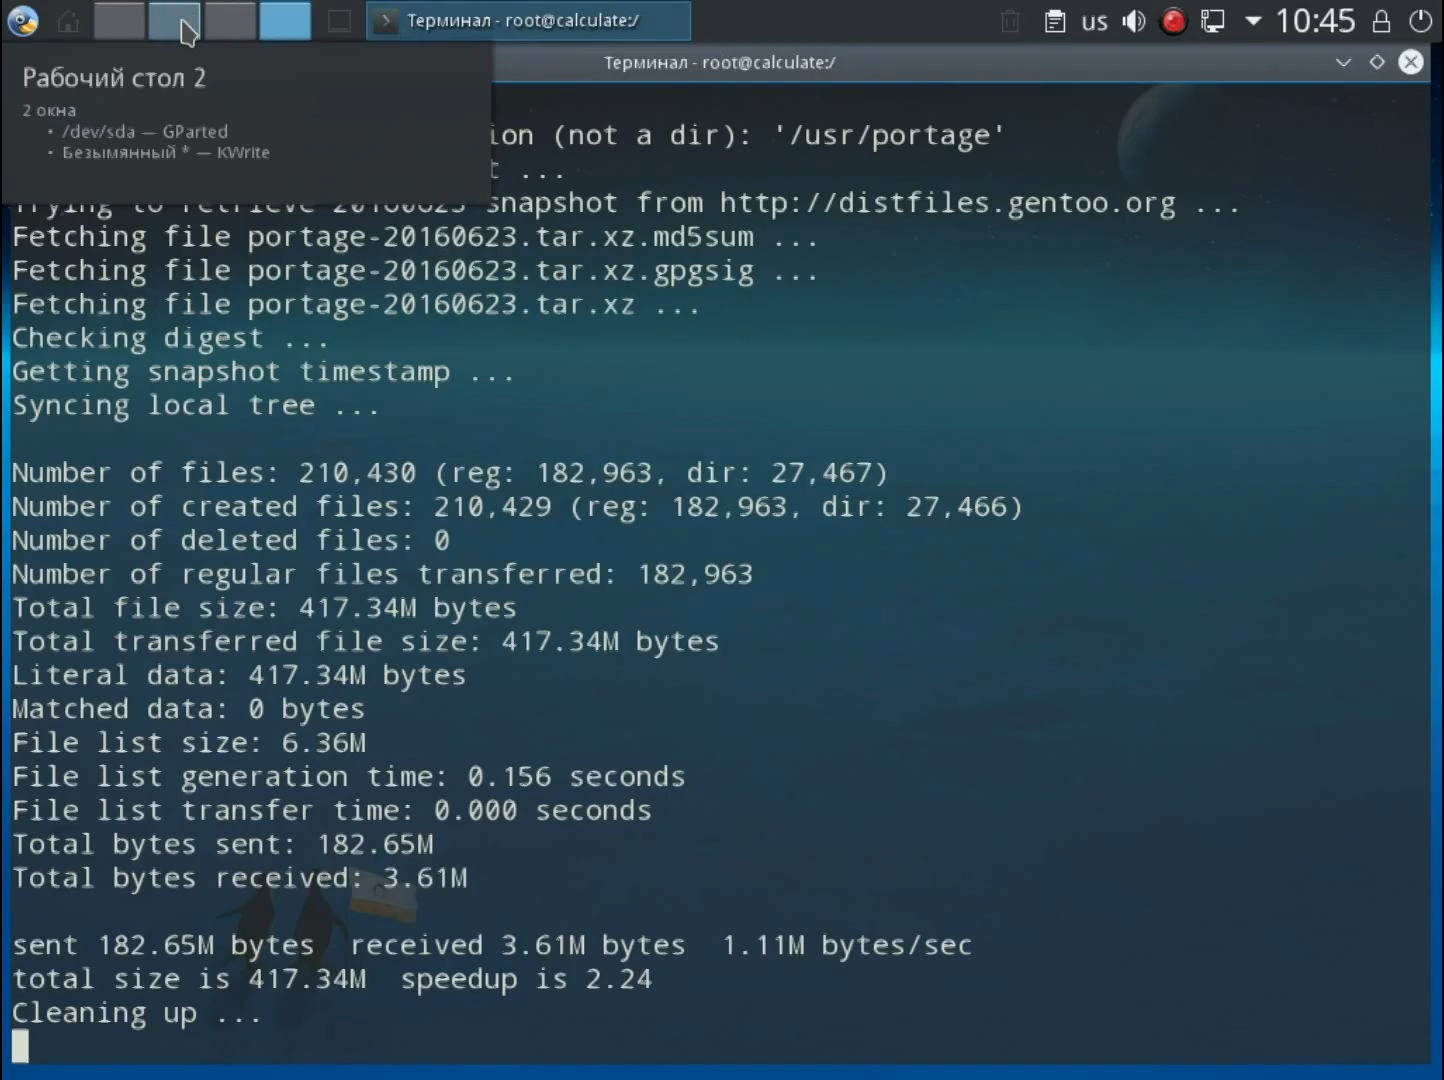 Терминал - root@calculate:/
us
10:45
Терминал - root@calculate:/
Рабочий стол 2
2 окна
• /dev/sda — GParted
• Безымянный * — KWrite
ion (not a dir): '/usr/portage'
t ...
Trying to retrieve 20160623 snapshot from http://distfiles.gentoo.org ...
Fetching file portage-20160623.tar.xz.md5sum ...
Fetching file portage-20160623.tar.xz.gpgsig ...
Fetching file portage-20160623.tar.xz ...
Checking digest ...
Getting snapshot timestamp ...
Syncing local tree ...
Number of files: 210,430 (reg: 182,963, dir: 27,467)
Number of created files: 210,429 (reg: 182,963, dir: 27,466)
Number of deleted files: 0
Number of regular files transferred: 182,963
Total file size: 417.34M bytes
Total transferred file size: 417.34M bytes
Literal data: 417.34M bytes
Matched data: 0 bytes
File list size: 6.36M
File list generation time: 0.156 seconds
File list transfer time: 0.000 seconds
Total bytes sent: 182.65M
Total bytes received: 3.61M
sent 182.65M bytes  received 3.61M bytes  1.11M bytes/sec
total size is 417.34M  speedup is 2.24
Cleaning up ...